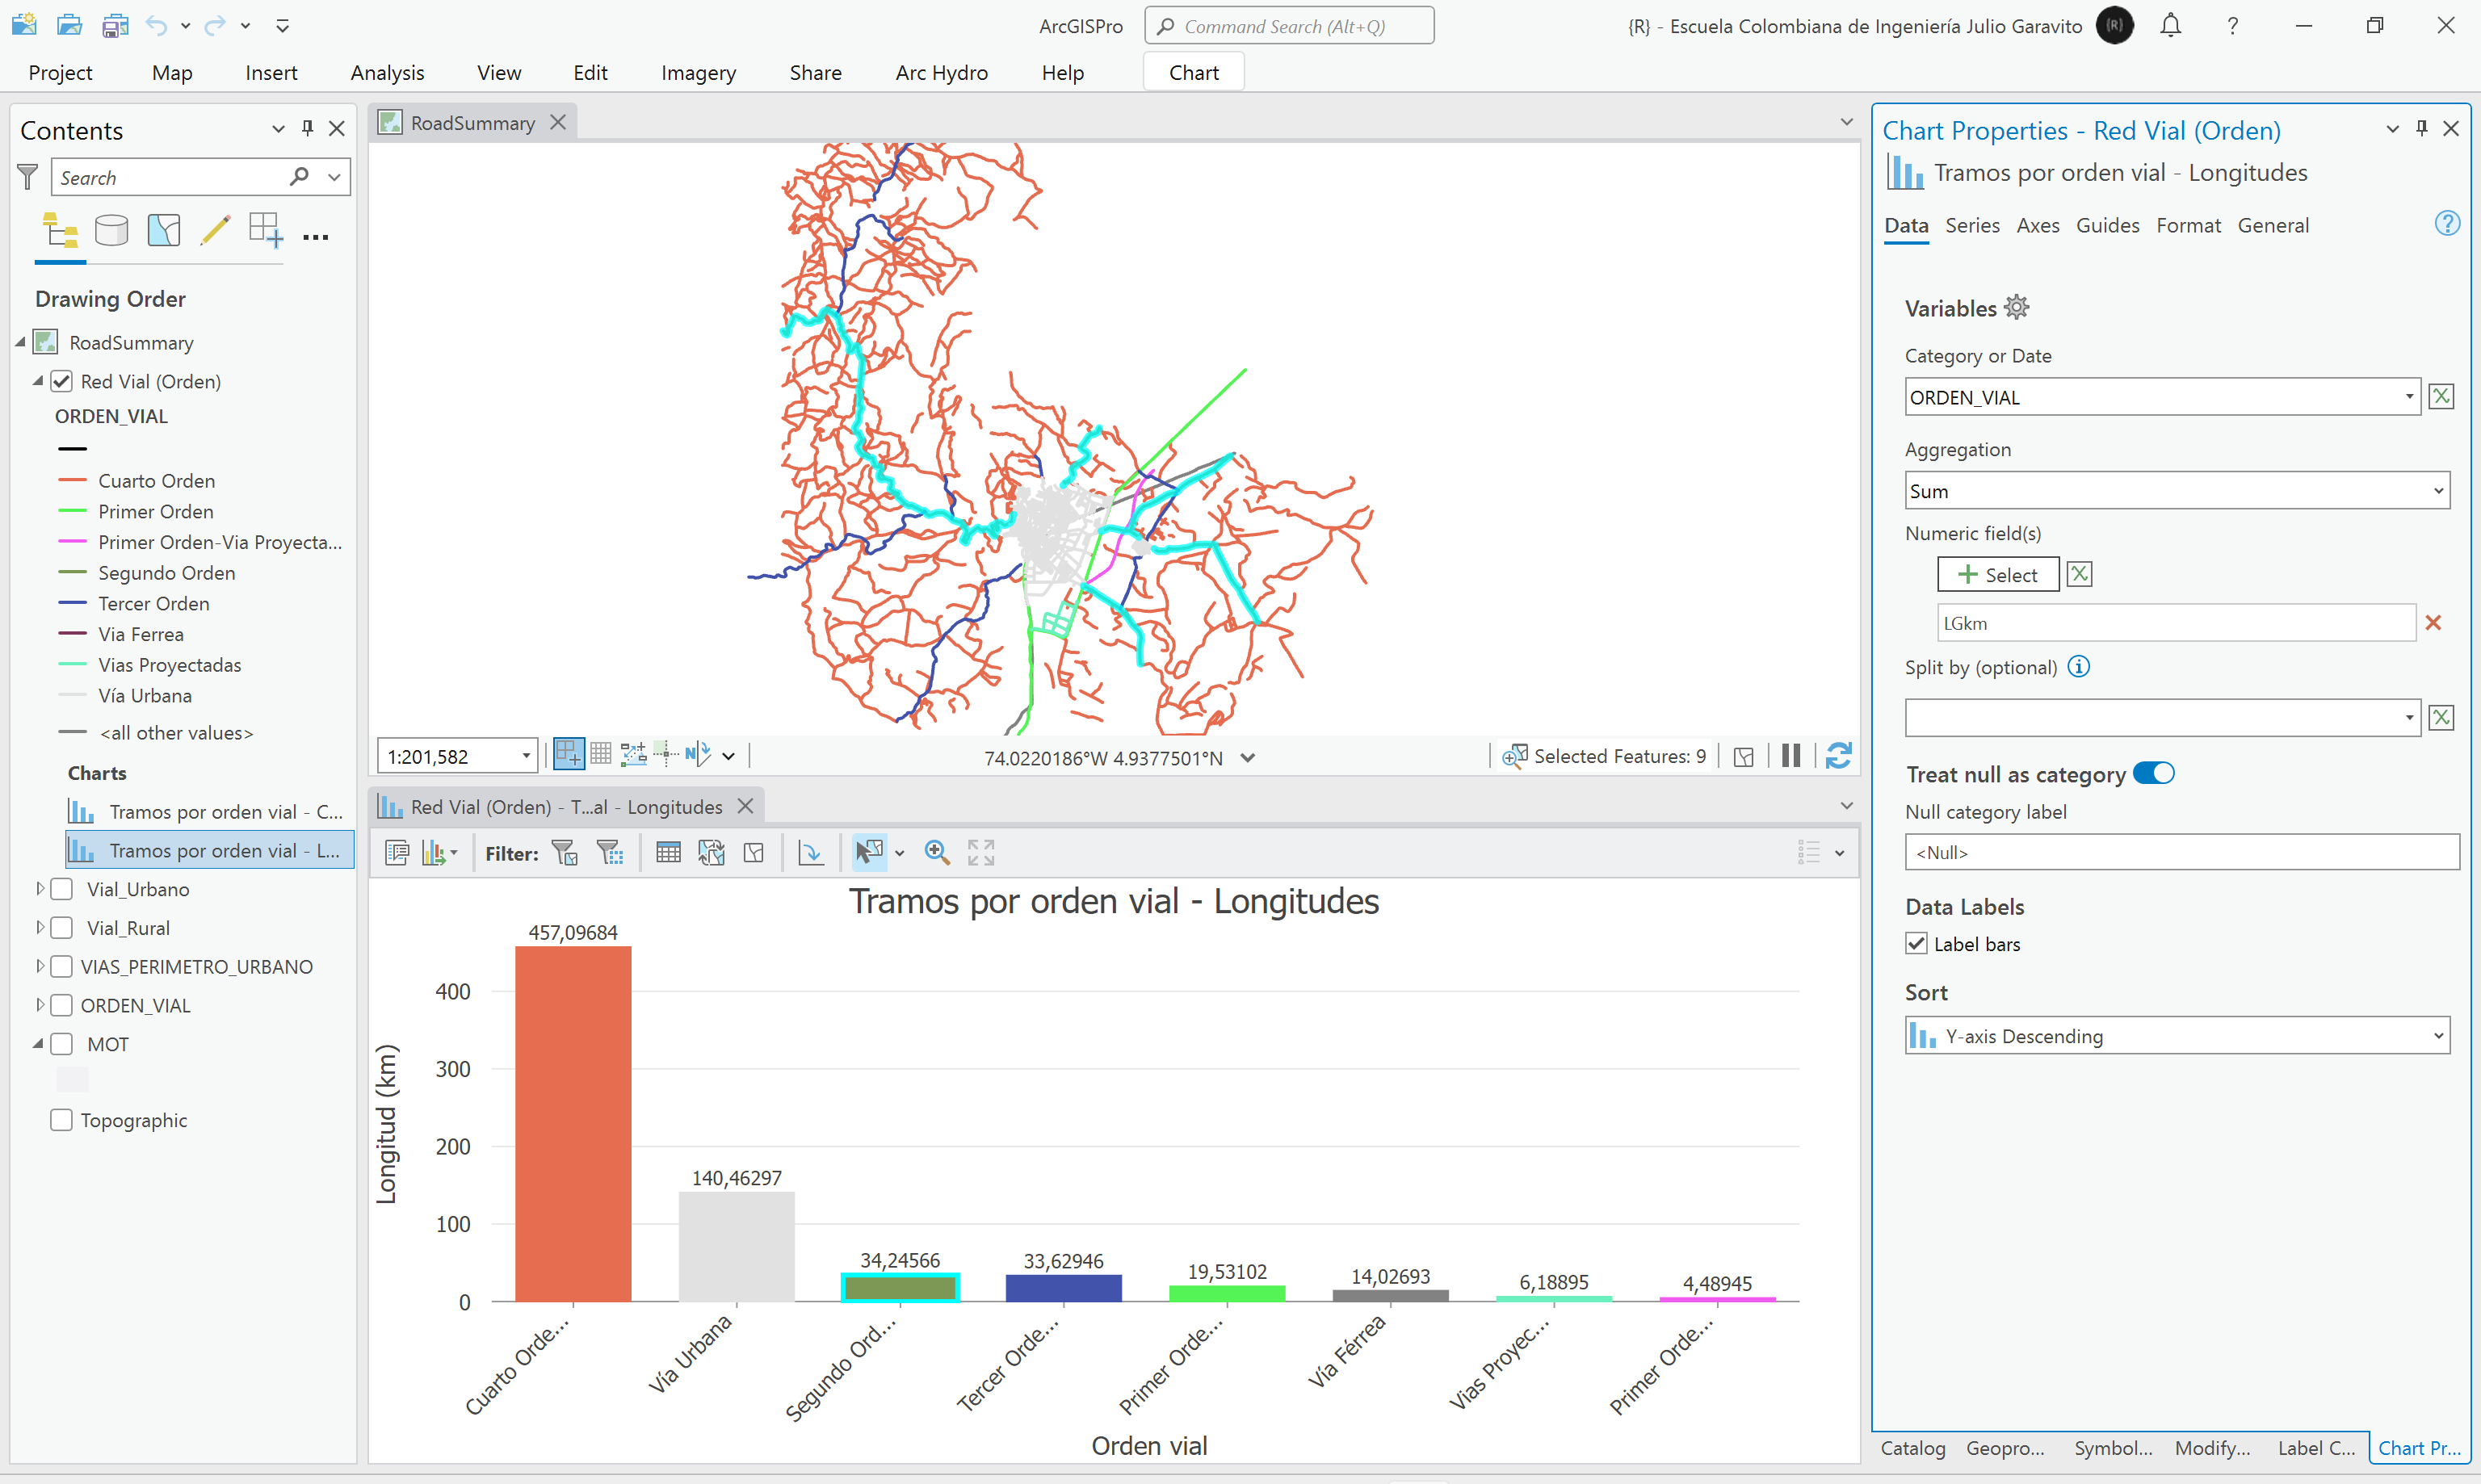 ArcGISPro
Command Search (Alt+Q)
{R} - Escuela Colombiana de Ingeniería Julio Garavito
{R}
?
Project Map Insert Analysis View Edit Imagery Share Arc Hydro Help Chart
Contents
Search
Drawing Order
RoadSummary
Red Vial (Orden)
ORDEN_VIAL
Cuarto Orden
Primer Orden
Primer Orden-Via Proyecta...
Segundo Orden
Tercer Orden
Via Ferrea
Vias Proyectadas
Vía Urbana
<all other values>
Charts
Tramos por orden vial - C...
Tramos por orden vial - L...
Vial_Urbano
Vial_Rural
VIAS_PERIMETRO_URBANO
ORDEN_VIAL
MOT
Topographic
RoadSummary
1:201,582
N
74.0220186°W 4.9377501°N
Selected Features: 9
Red Vial (Orden) - T...al - Longitudes
Filter:
Tramos por orden vial - Longitudes
Longitud (km)
400
300
200
100
0
457,09684
140,46297
34,24566
33,62946
19,53102
14,02693
6,18895
4,48945
Cuarto Orde...
Vía Urbana
Segundo Ord...
Tercer Orde...
Primer Orde...
Vía Férrea
Vias Proyec...
Primer Orde...
Orden vial
Chart Properties - Red Vial (Orden)
Tramos por orden vial - Longitudes
Data Series Axes Guides Format General
?
Variables
Category or Date
ORDEN_VIAL
Aggregation
Sum
Numeric field(s)
Select
LGkm
Split by (optional)
Treat null as category
Null category label
<Null>
Data Labels
Label bars
Sort
Y-axis Descending
Catalog Geopro... Symbol... Modify... Label C... Chart Pr...